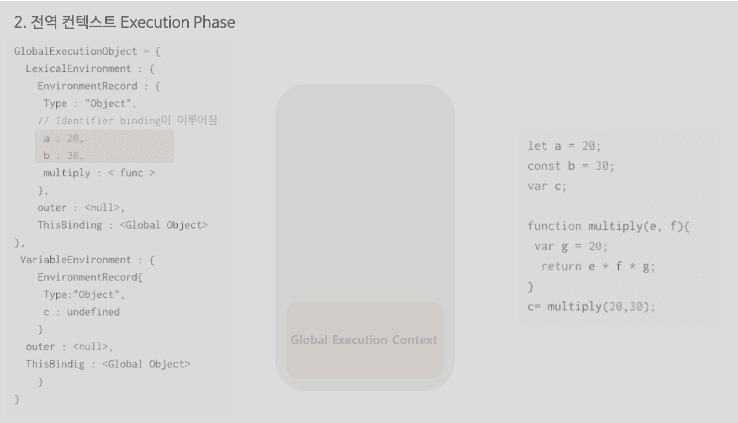 2. 전역 컨텍스트 Execution Phase
GlobalExecutionObject = {
LexicalEnvironment : {
EnvironmentRecord : {
Type : "Object",
// Identifier binding이 이루어짐
a : 20,
b : 30,
multiply : < func >
},
outer : <null>,
ThisBinding : <Global Object>
},
VariableEnvironment : {
EnvironmentRecord{
Type:"Object",
c : undefined
}
outer : <null>,
ThisBindig : <Global Object>
}
}
Global Execution Context
let a = 20;
const b = 30;
var c;
function multiply(e, f){
var g = 20;
return e * f * g;
}
c= multiply(20,30);